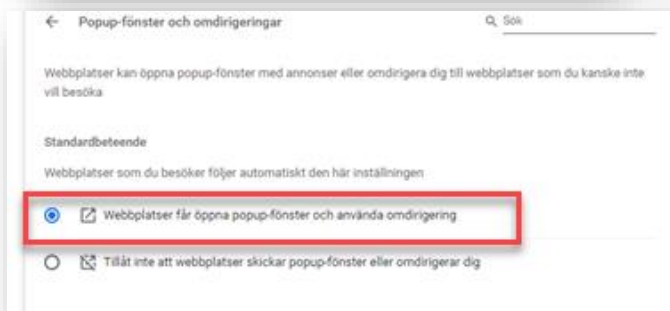 Popup-fönster och omdirigeringar
Sök
Webbplatser kan öppna popup-fönster med annonser eller omdirigera dig till webbplatser som du kanske inte
vill besöka
Standardbeteende
Webbplatser som du besöker följer automatiskt den här inställningen
Webbplatser får öppna popup-fönster och använda omdirigering
Tillåt inte att webbplatser skickar popup-fönster eller omdirigerar dig